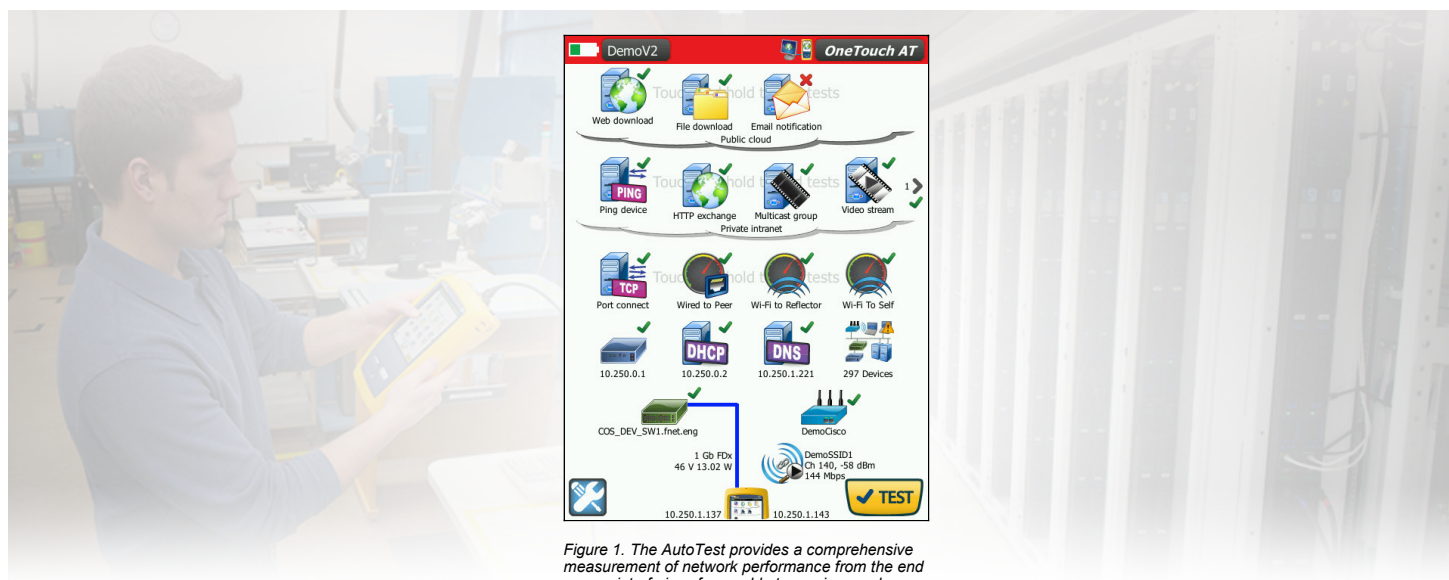 DemoV2
OneTouch AT
Web download
File download
Email notification
Public cloud
PING
Ping device
HTTP exchange
Multicast group
Video stream
1
Private intranet
TCP
Port connect
Wired to Peer
Wi-Fi to Reflector
Wi-Fi To Self
DHCP
DNS
10.250.0.1
10.250.0.2
10.250.1.221
297 Devices
COS_DEV_SW1.fnet.eng
DemoCisco
1 Gb FDx
46 V 13.02 W
DemoSSID1
Ch 140, -58 dBm
144 Mbps
TEST
10.250.1.137
10.250.1.143
Figure 1. The AutoTest provides a comprehensive
measurement of network performance from the end